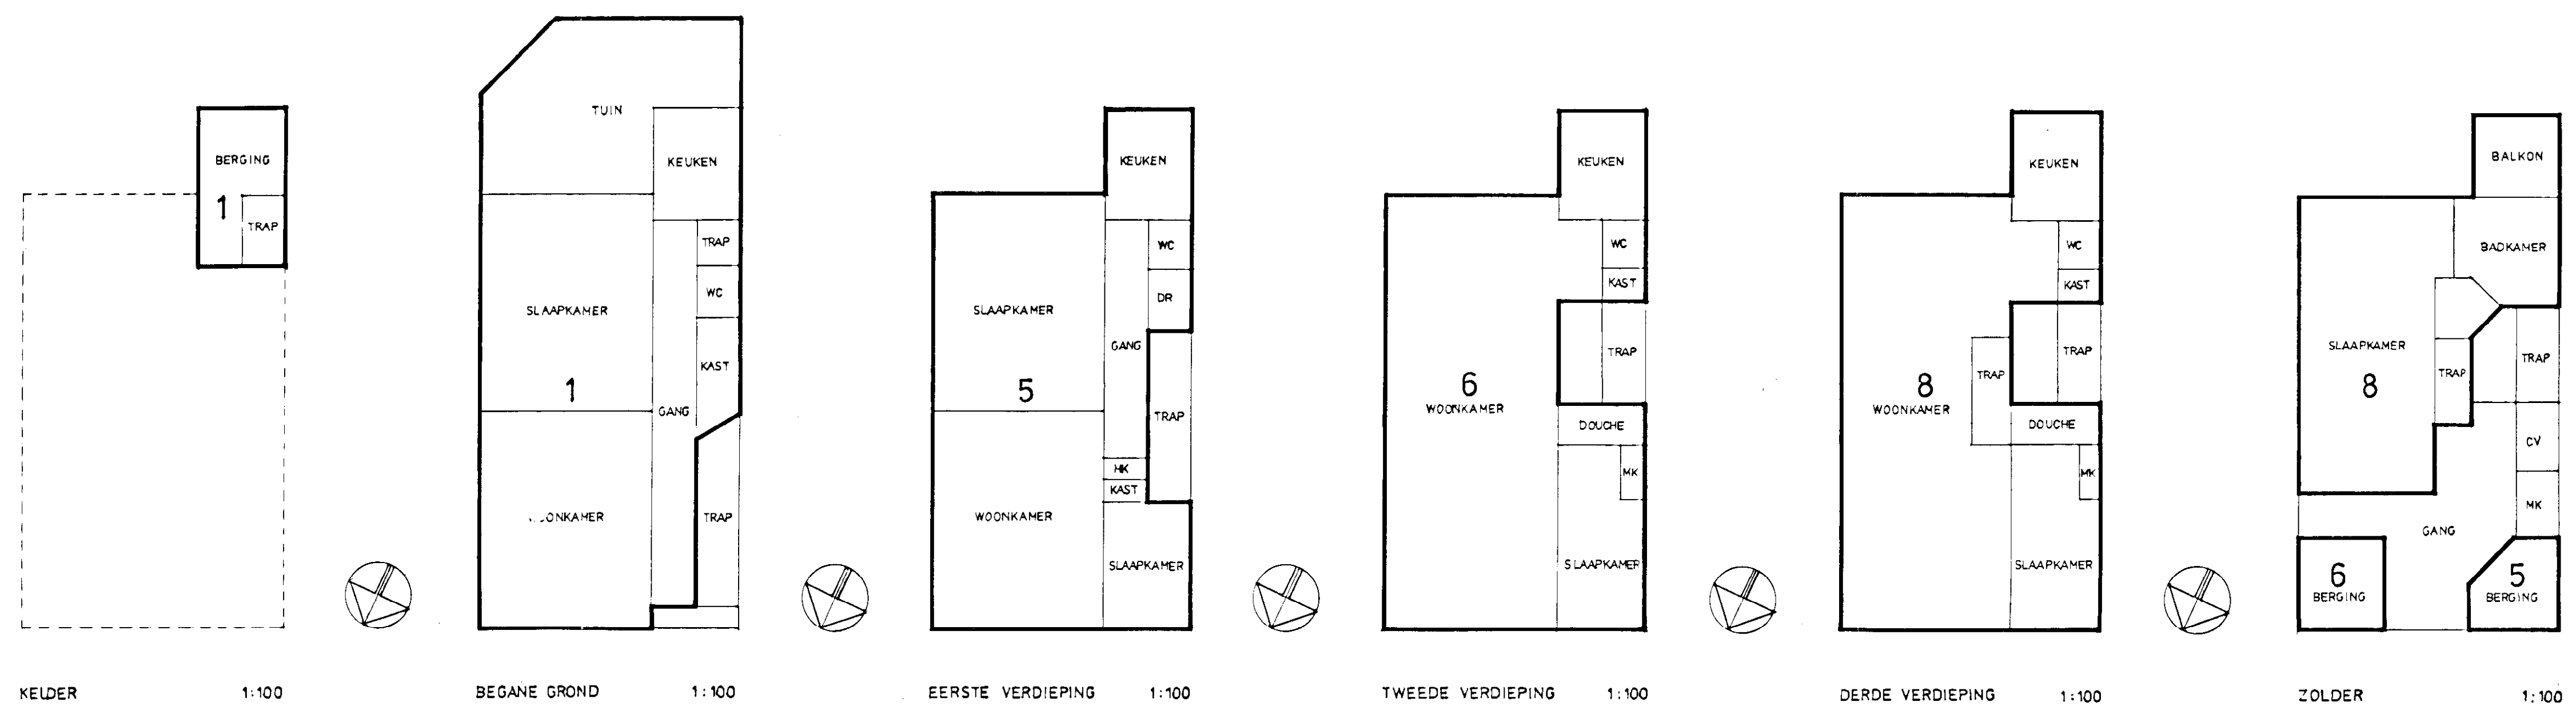 BERGING
1
TRAP
KELDER 1:100
TUIN
KEUKEN
TRAP
WC
SLAAPKAMER
KAST
1
GANG
TRAP
BEGANE GROND 1:100
KEUKEN
WC
DR
SLAAPKAMER
GANG
5
TRAP
KAST
WOONKAMER
SLAAPKAMER
EERSTE VERDIEPING 1:100
KEUKEN
WC
KAST
TRAP
6
WOONKAMER
DOUCHE
MK
SLAAPKAMER
TWEEDE VERDIEPING 1:100
KEUKEN
WC
KAST
TRAP
TRAP
8
WOONKAMER
DOUCHE
MK
SLAAPKAMER
DERDE VERDIEPING 1:100
BALKON
BADKAMER
SLAAPKAMER
TRAP
TRAP
8
CV
MK
GANG
6
BERGING
5
BERGING
ZOLDER 1:100